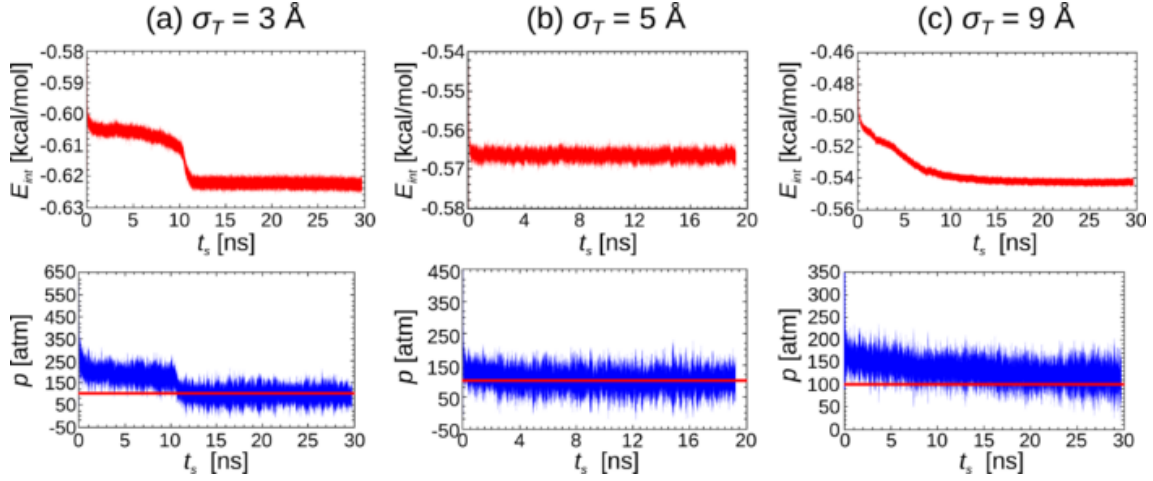 (a) σT = 3 Å (b) σT = 5 Å (c) σT = 9 Å
-0.58
-0.59
-0.60
-0.61
-0.62
-0.63
Eint [kcal/mol]
0 5 10 15 20 25 30
ts [ns]
-0.54
-0.55
-0.56
-0.57
-0.58
Eint [kcal/mol]
0 4 8 12 16 20
ts [ns]
-0.46
-0.48
-0.50
-0.52
-0.54
-0.56
Eint [kcal/mol]
0 5 10 15 20 25 30
ts [ns]
650
550
450
350
250
150
50
-50
p [atm]
0 5 10 15 20 25 30
ts [ns]
450
350
250
150
50
-50
p [atm]
0 4 8 12 16 20
ts [ns]
350
300
250
200
150
100
50
0
p [atm]
0 5 10 15 20 25 30
ts [ns]